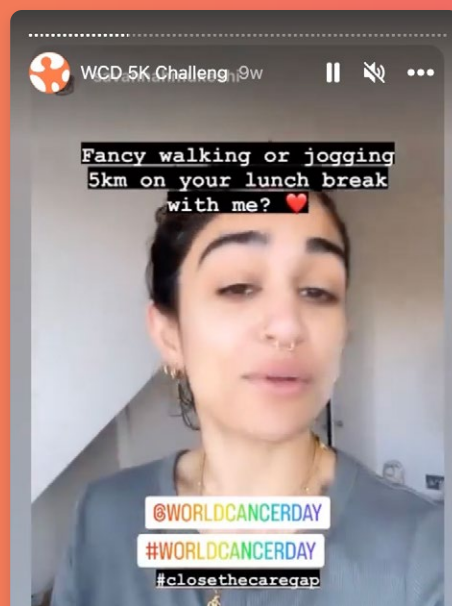 WCD 5K Challeng 9w
Fancy walking or jogging
5km on your lunch break
with me? ❤️
@WORLDCANCERDAY
#WORLDCANCERDAY
#closethecaregap